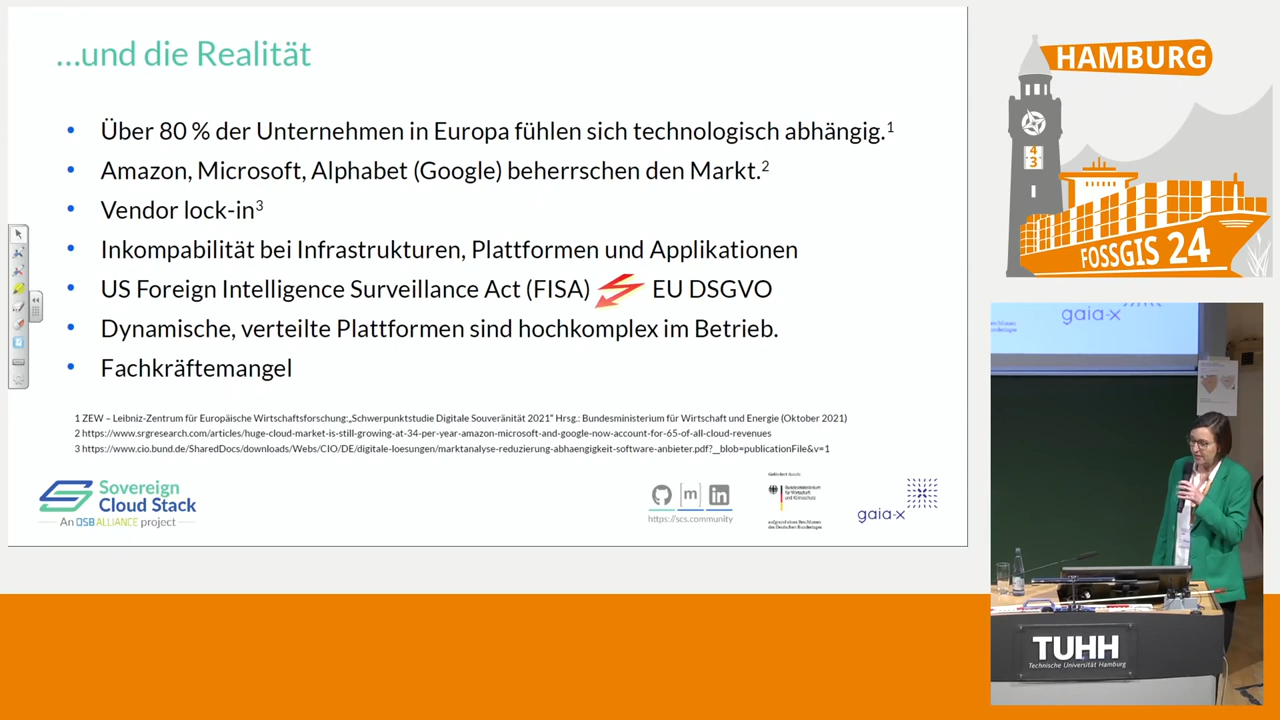 ...und die Realität
• Über 80 % der Unternehmen in Europa fühlen sich technologisch abhängig.¹
• Amazon, Microsoft, Alphabet (Google) beherrschen den Markt.²
• Vendor lock-in³
• Inkompabilität bei Infrastrukturen, Plattformen und Applikationen
• US Foreign Intelligence Surveillance Act (FISA) EU DSGVO
• Dynamische, verteilte Plattformen sind hochkomplex im Betrieb.
• Fachkräftemangel
1 ZEW – Leibniz-Zentrum für Europäische Wirtschaftsforschung:„Schwerpunktstudie Digitale Souveränität 2021“ Hrsg.: Bundesministerium für Wirtschaft und Energie (Oktober 2021)
2 https://www.srgresearch.com/articles/huge-cloud-market-is-still-growing-at-34-per-year-amazon-microsoft-and-google-now-account-for-65-of-all-cloud-revenues
3 https://www.cio.bund.de/SharedDocs/downloads/Webs/CIO/DE/digitale-loesungen/marktanalyse-reduzierung-abhaengigkeit-software-anbieter.pdf?__blob=publicationFile&v=1
Sovereign
Cloud Stack
An OSB ALLIANCE project
[m]
in
https://scs.community
Gefördert durch:
Bundesministerium
für Wirtschaft
und Klimaschutz
aufgrund eines Beschlusses
des Deutschen Bundestages
gaia-x
HAMBURG
4
3
FOSSGIS 24
gaia-x
TUHH
Technische Universität Hamburg